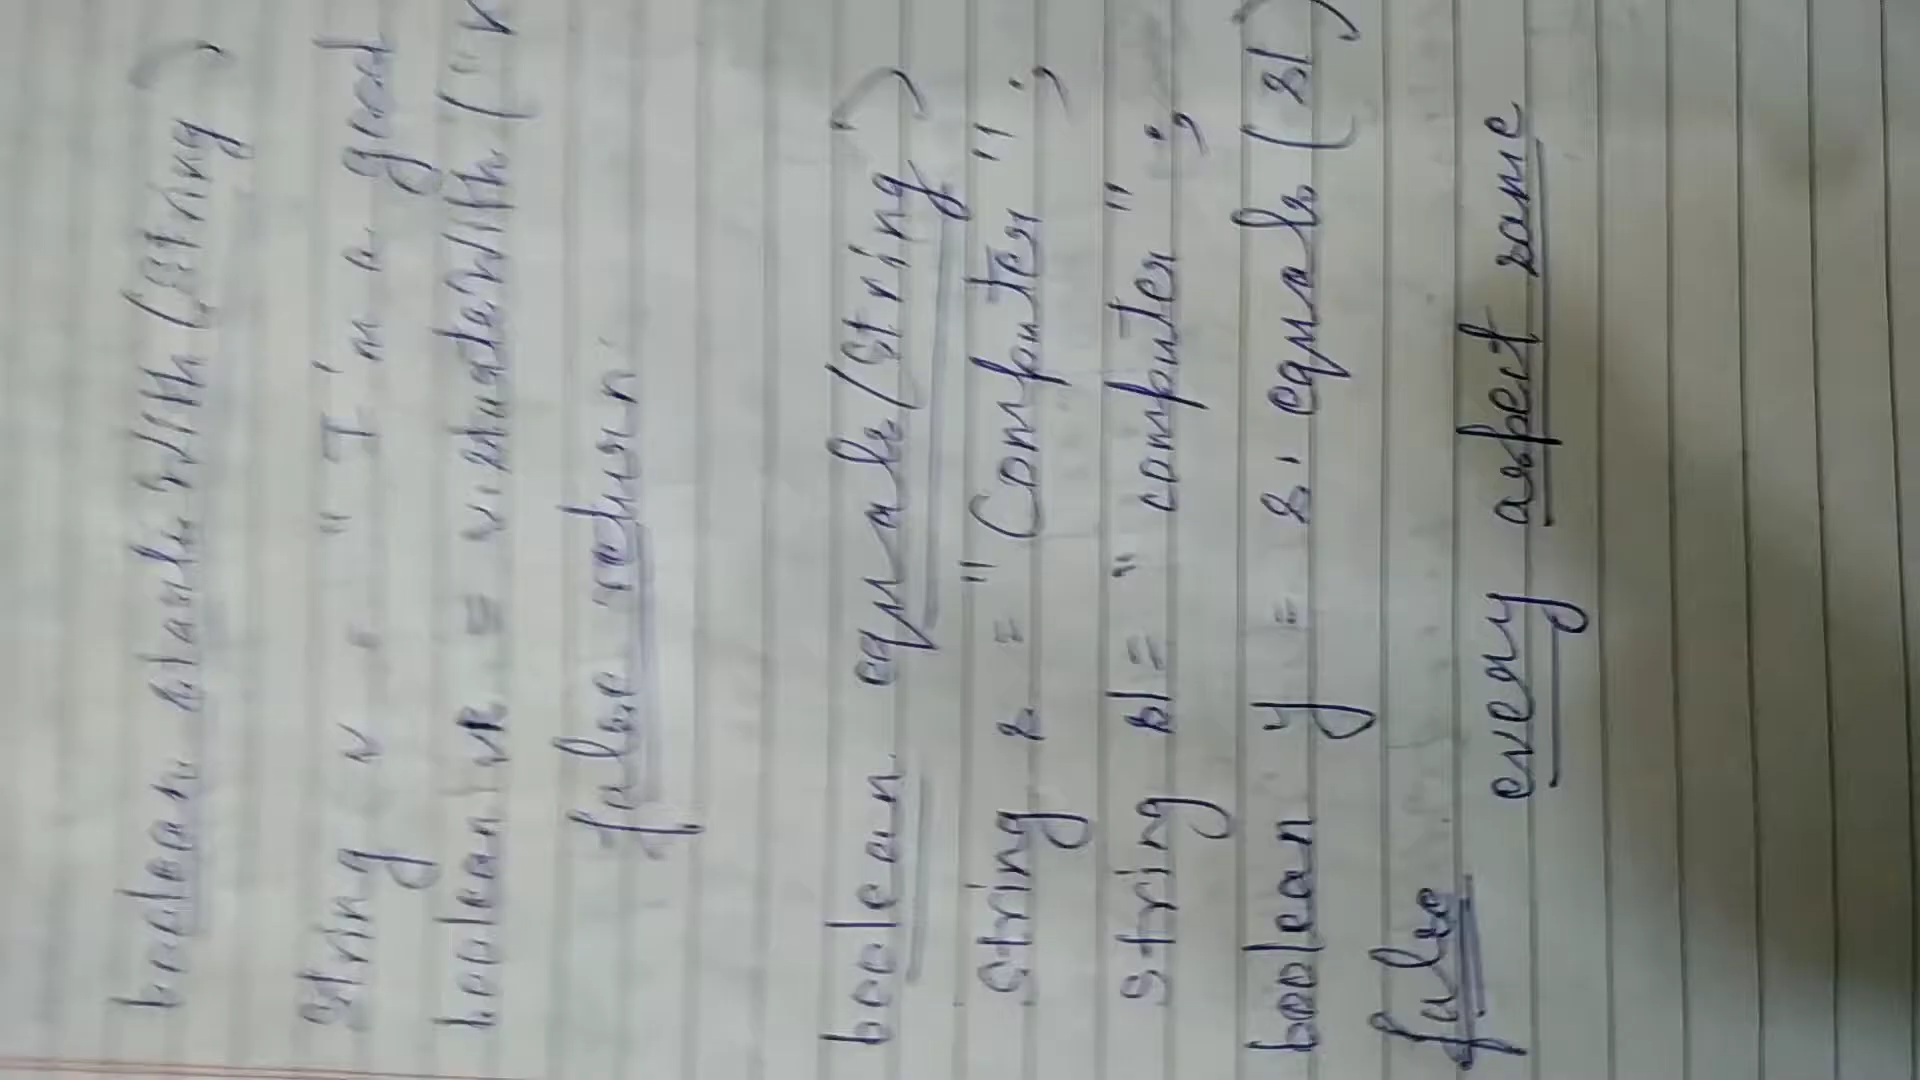 boolean startsWith(String)
String v = "I'm a good
boolean vr = v.startsWith("
false return
boolean equals(String)
String s = "Computer";
String s1 = "computer";
boolean y = s.equals(s1)
false
every aspect same